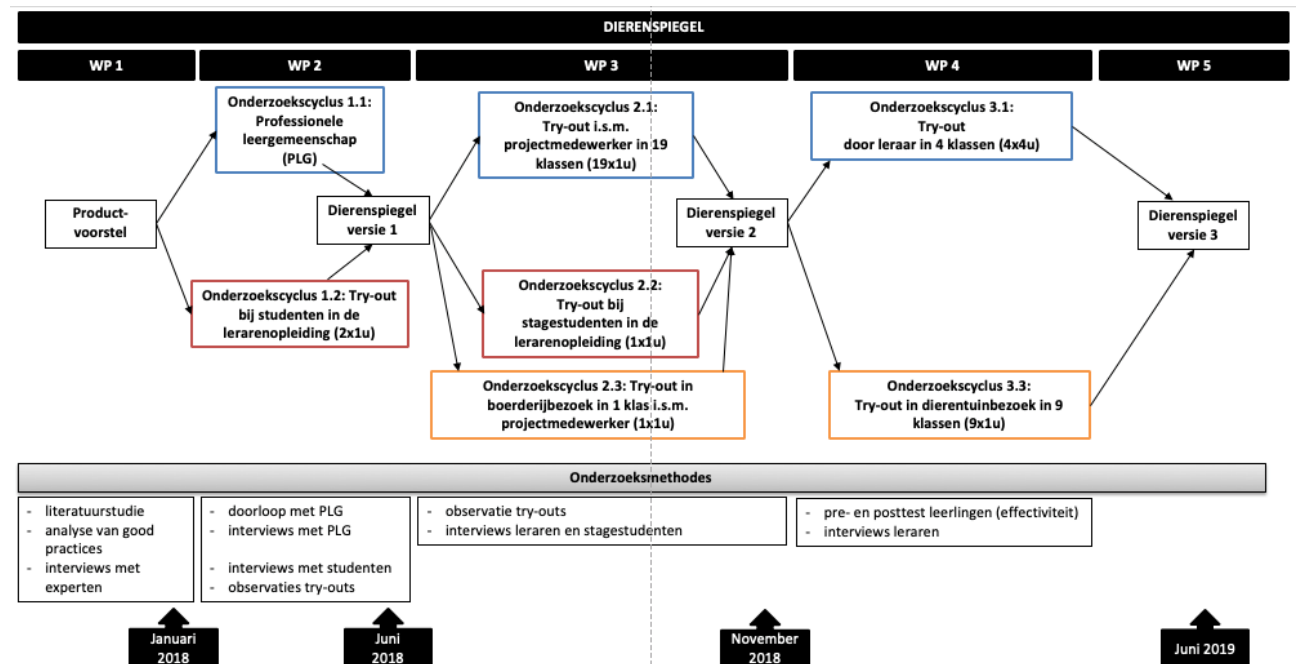 DIERENSPIEGEL
WP 1
WP 2
WP 3
WP 4
WP 5
Onderzoekscyclus 1.1:
Professionele
leergemeenschap
(PLG)
Onderzoekscyclus 2.1:
Try-out i.s.m.
projectmedewerker in 19
klassen (19x1u)
Onderzoekscyclus 3.1:
Try-out
door leraar in 4 klassen (4x4u)
Product-
voorstel
Dierenspiegel
versie 1
Dierenspiegel
versie 2
Dierenspiegel
versie 3
Onderzoekscyclus 1.2: Try-out
bij studenten in de
lerarenopleiding (2x1u)
Onderzoekscyclus 2.2:
Try-out bij
stagestudenten in de
lerarenopleiding (1x1u)
Onderzoekscyclus 2.3: Try-out in
boerderijbezoek in 1 klas i.s.m.
projectmedewerker (1x1u)
Onderzoekscyclus 3.3:
Try-out in dierentuinbezoek in 9
klassen (9x1u)
Onderzoeksmethodes
- literatuurstudie
- analyse van good
practices
- interviews met
experten
- doorloop met PLG
- interviews met PLG
- interviews met studenten
- observaties try-outs
- observatie try-outs
- interviews leraren en stagestudenten
- pre- en posttest leerlingen (effectiviteit)
- interviews leraren
Januari
2018
Juni
2018
November
2018
Juni 2019